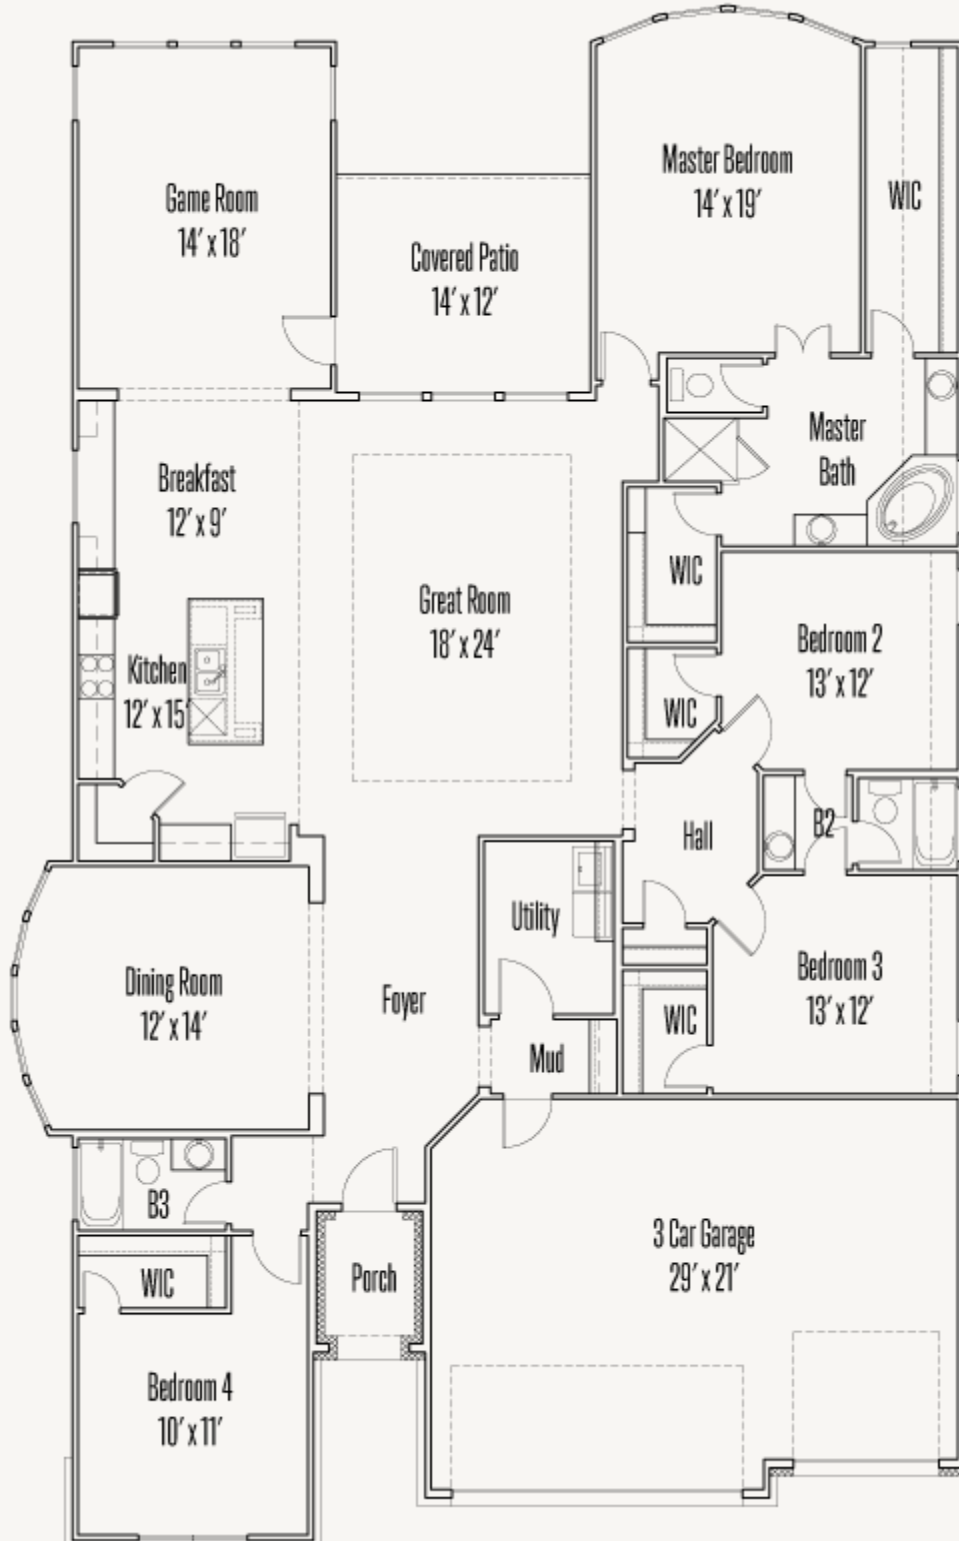 Game Room
14' x 18'
Covered Patio
14' x 12'
Master Bedroom
14' x 19'
WIC
Master
Bath
Breakfast
12' x 9'
Great Room
18' x 24'
WIC
Bedroom 2
13' x 12'
Kitchen
12' x 15'
WIC
Hall
B2
Utility
Dining Room
12' x 14'
Foyer
Bedroom 3
13' x 12'
WIC
Mud
B3
3 Car Garage
29' x 21'
Porch
WIC
Bedroom 4
10' x 11'